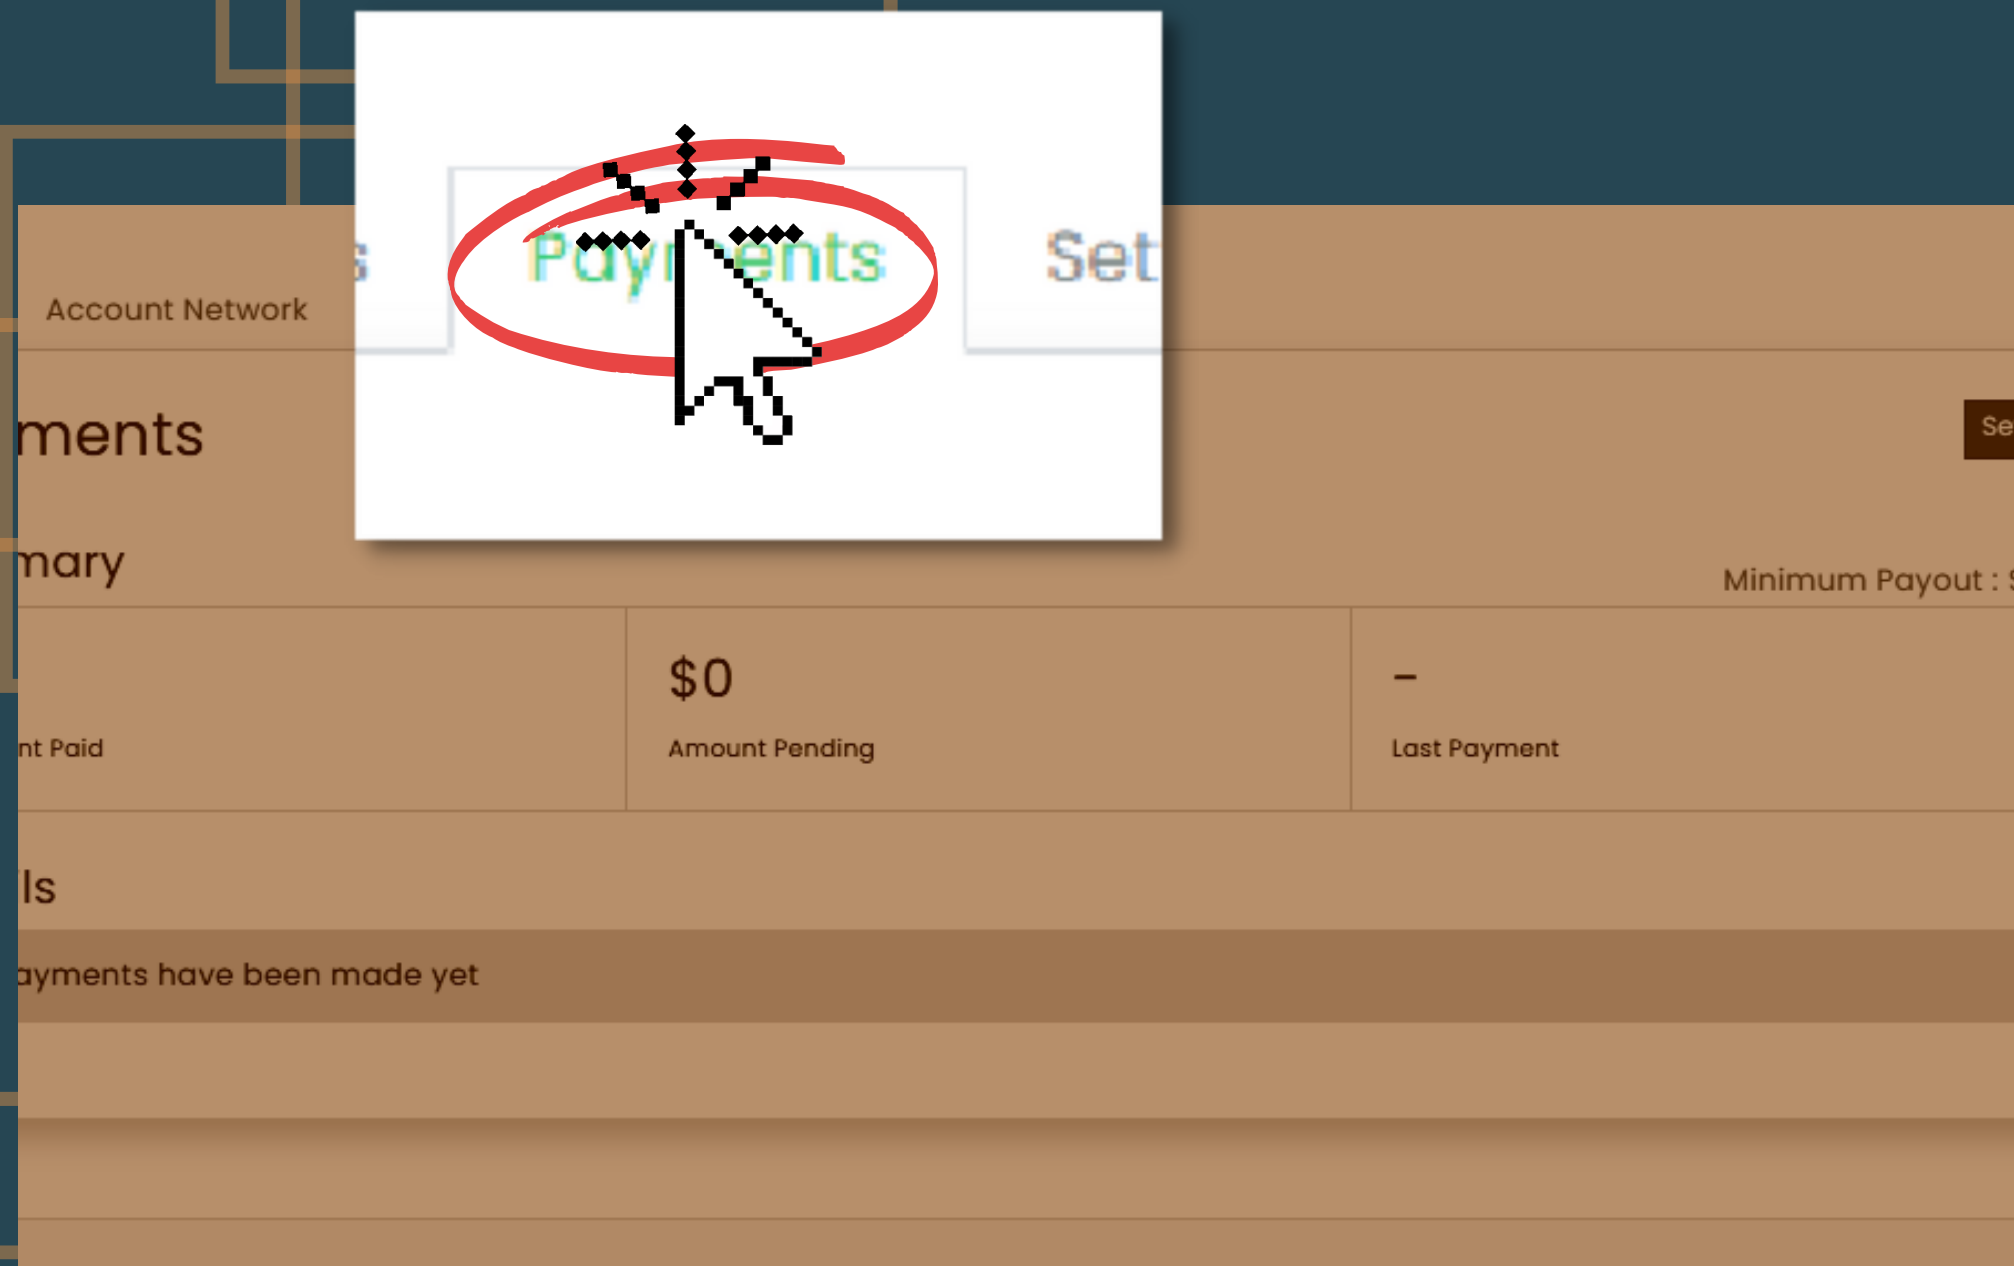 s Payments Set
Account Network
ments
Se
mary
Minimum Payout :
$0
–
nt Paid
Amount Pending
Last Payment
ls
ayments have been made yet